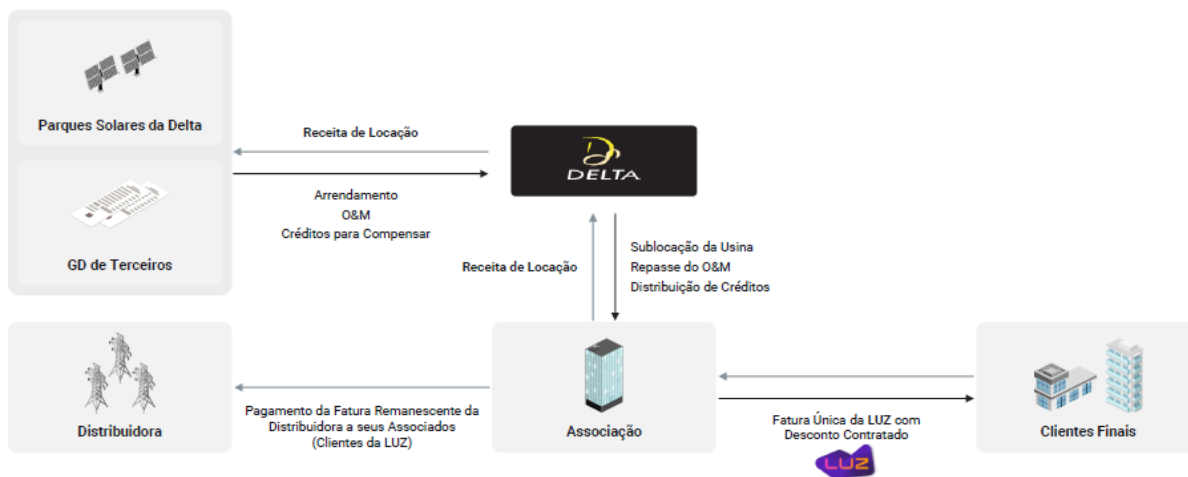 Parques Solares da Delta
GD de Terceiros
Receita de Locação
Arrendamento
O&M
Créditos para Compensar
DELTA
Receita de Locação
Sublocação da Usina
Repasse do O&M
Distribuição de Créditos
Distribuidora
Pagamento da Fatura Remanescente da
Distribuidora a seus Associados
(Clientes da LUZ)
Associação
Fatura Única da LUZ com
Desconto Contratado
LUZ
Clientes Finais